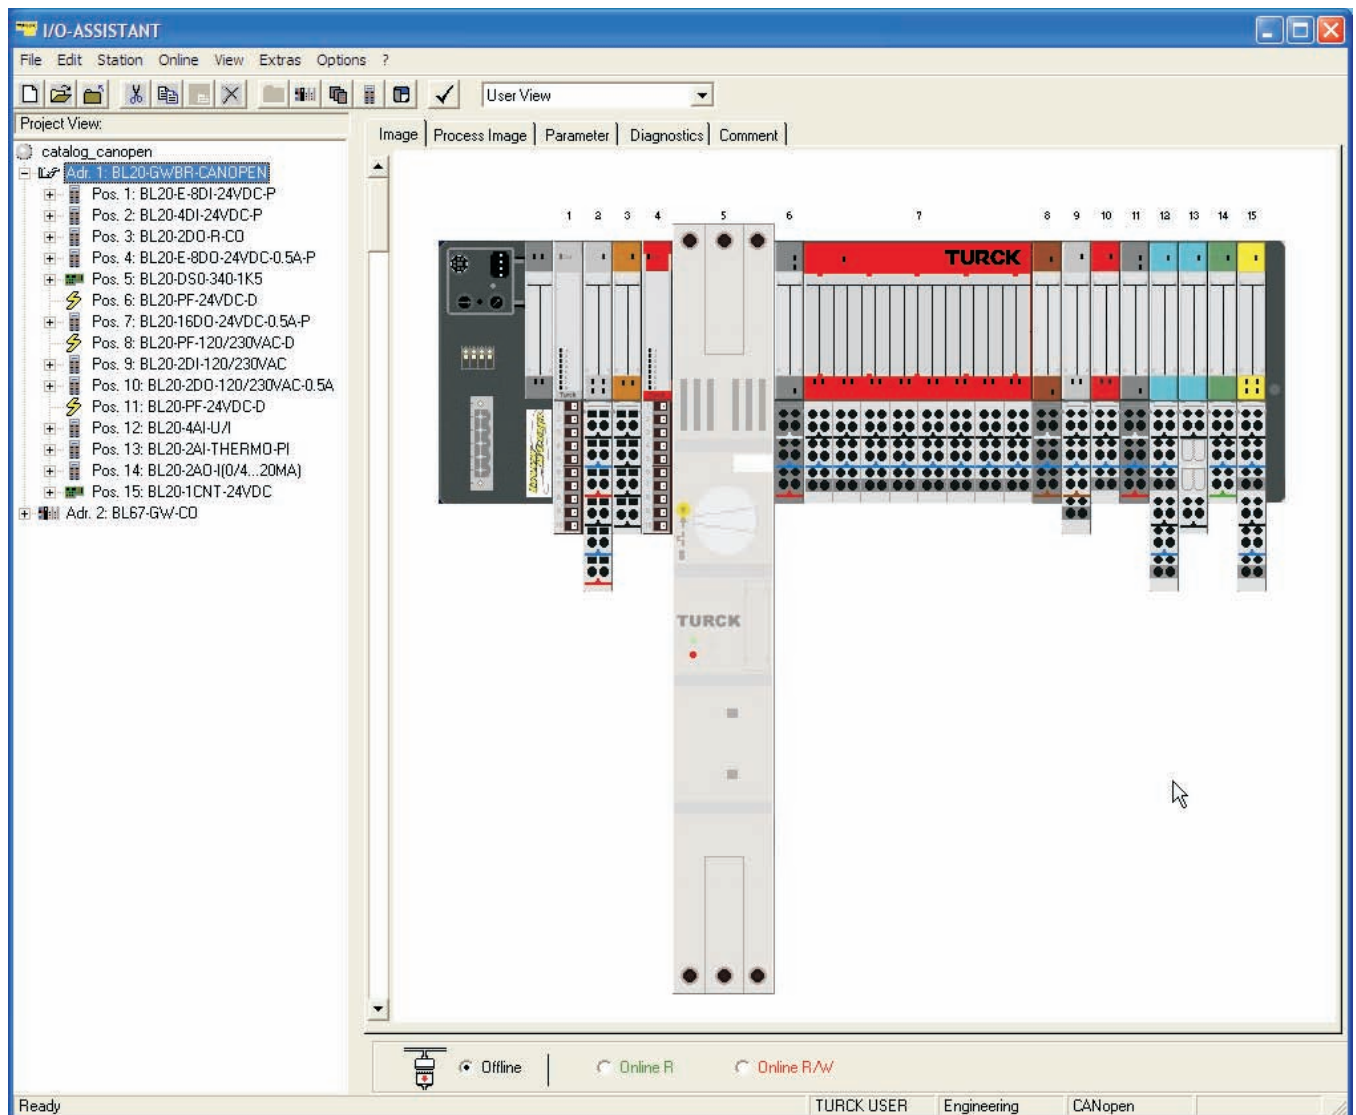 I/O-ASSISTANT
File Edit Station Online View Extras Options ?
User View
Project View:
Image Process Image Parameter Diagnostics Comment
catalog_canopen
Adr. 1: BL20-GWBR-CANOPEN
Pos. 1: BL20-E-8DI-24VDC-P
Pos. 2: BL20-4DI-24VDC-P
Pos. 3: BL20-2DO-R-CO
Pos. 4: BL20-E-8DO-24VDC-0.5A-P
Pos. 5: BL20-DS0-340-1K5
Pos. 6: BL20-PF-24VDC-D
Pos. 7: BL20-16DO-24VDC-0.5A-P
Pos. 8: BL20-PF-120/230VAC-D
Pos. 9: BL20-2DI-120/230VAC
Pos. 10: BL20-2DO-120/230VAC-0.5A
Pos. 11: BL20-PF-24VDC-D
Pos. 12: BL20-4AI-U/I
Pos. 13: BL20-2AI-THERMO-PI
Pos. 14: BL20-2AO-I(0/4...20MA)
Pos. 15: BL20-1CNT-24VDC
Adr. 2: BL67-GW-CO
1 2 3 4 5 6 7 8 9 10 11 12 13 14 15
TURCK
TURCK
Offline Online R Online R/W
Ready TURCK USER Engineering CANopen